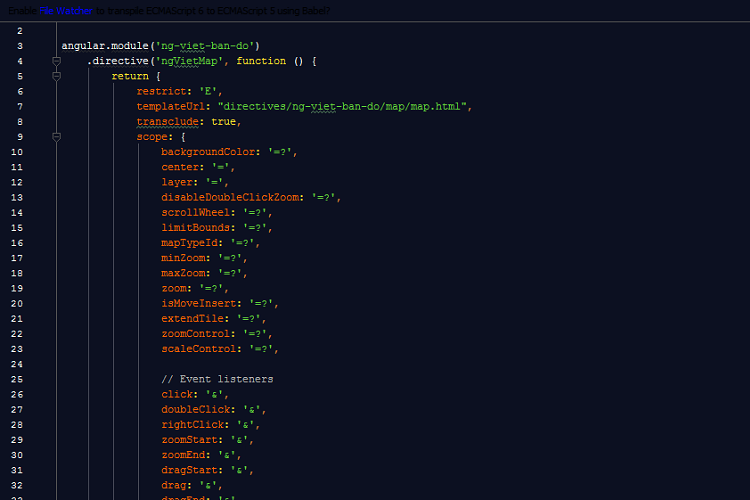 Enable File Watcher to transpile ECMAScript 6 to ECMAScript 5 using Babel?
2
3 angular.module('ng-viet-ban-do')
4 .directive('ngVietMap', function () {
5 return {
6 restrict: 'E',
7 templateUrl: "directives/ng-viet-ban-do/map/map.html",
8 transclude: true,
9 scope: {
10 backgroundColor: '=?',
11 center: '=',
12 layer: '=',
13 disableDoubleClickZoom: '=?',
14 scrollWheel: '=?',
15 limitBounds: '=?',
16 mapTypeId: '=?',
17 minZoom: '=?',
18 maxZoom: '=?',
19 zoom: '=?',
20 isMoveInsert: '=?',
21 extendTile: '=?',
22 zoomControl: '=?',
23 scaleControl: '=?',
24
25 // Event listeners
26 click: '&',
27 doubleClick: '&',
28 rightClick: '&',
29 zoomStart: '&',
30 zoomEnd: '&',
31 dragStart: '&',
32 drag: '&',
33 dragEnd: '&'